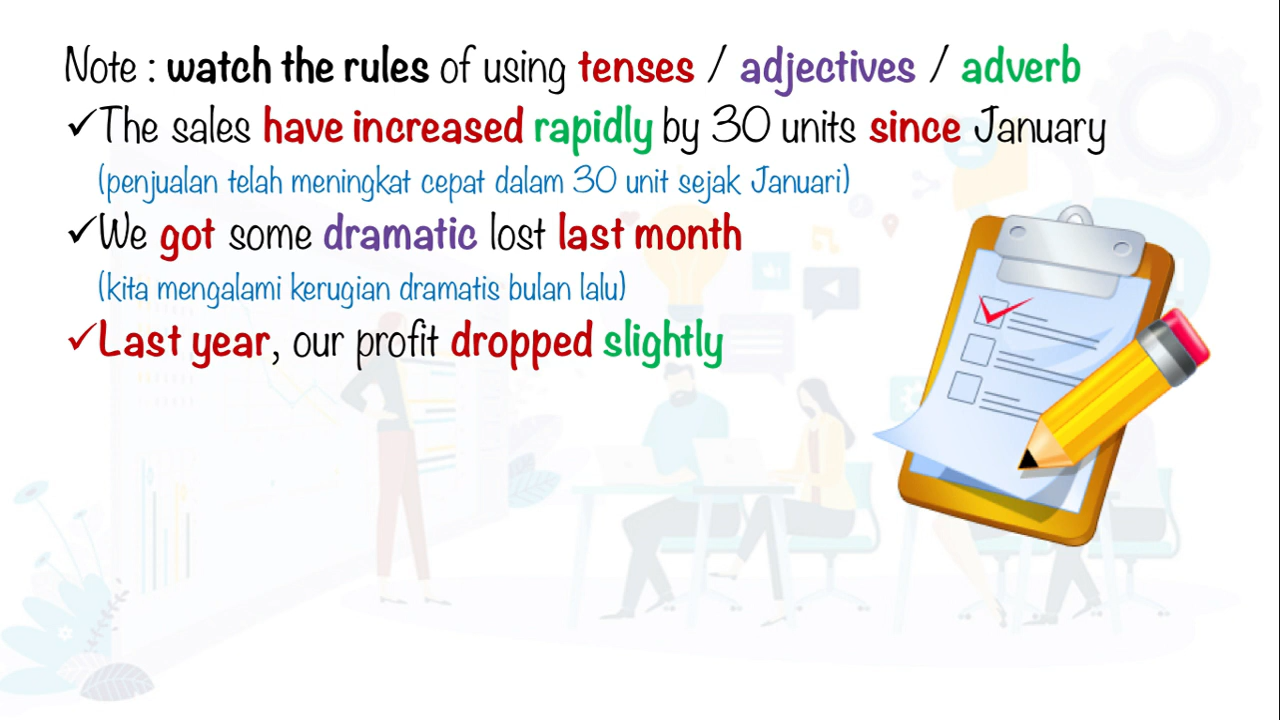 Note : watch the rules of using tenses / adjectives / adverb
✓The sales have increased rapidly by 30 units since January
(penjualan telah meningkat cepat dalam 30 unit sejak Januari)
✓We got some dramatic lost last month
(kita mengalami kerugian dramatis bulan lalu)
✓Last year, our profit dropped slightly